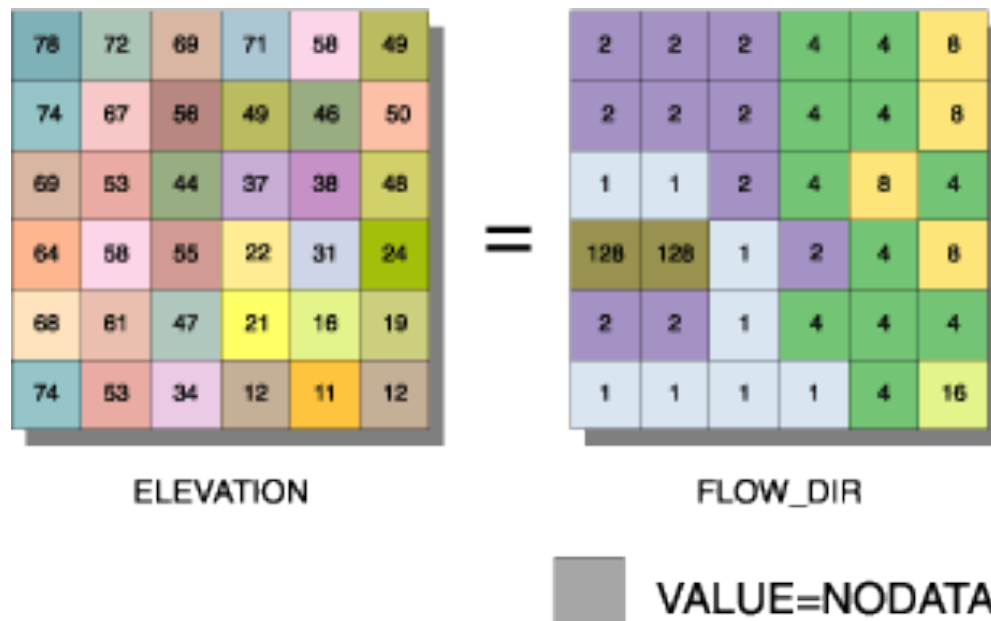 78 72 69 71 58 49 2 2 2 4 4 8
74 67 56 49 46 50 2 2 2 4 4 8
69 53 44 37 38 48 1 1 2 4 8 4
=
64 58 55 22 31 24 128 128 1 2 4 8
68 61 47 21 16 19 2 2 1 4 4 4
74 53 34 12 11 12 1 1 1 1 4 16
ELEVATION FLOW_DIR
VALUE=NODATA